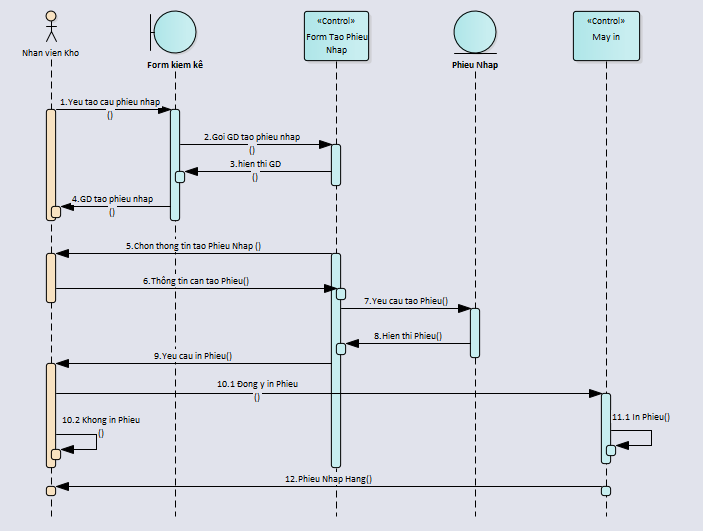 «Control»
«Control»
Form Tao Phieu
Nhap
May in
Nhan vien Kho
Form kiem kê
Phieu Nhap
1.Yeu tao cau phieu nhap
()
2.Goi GD tao phieu nhap
()
3.hien thi GD
()
4.GD tao phieu nhap
()
5.Chon thong tin tao Phieu Nhap ()
6.Thông tin can tao Phieu()
7.Yeu cau tao Phieu()
8.Hien thi Phieu()
9.Yeu cau in Phieu()
10.1 Đong y in Phieu
()
10.2 Khong in Phieu
()
11.1 In Phieu()
12.Phieu Nhap Hang()